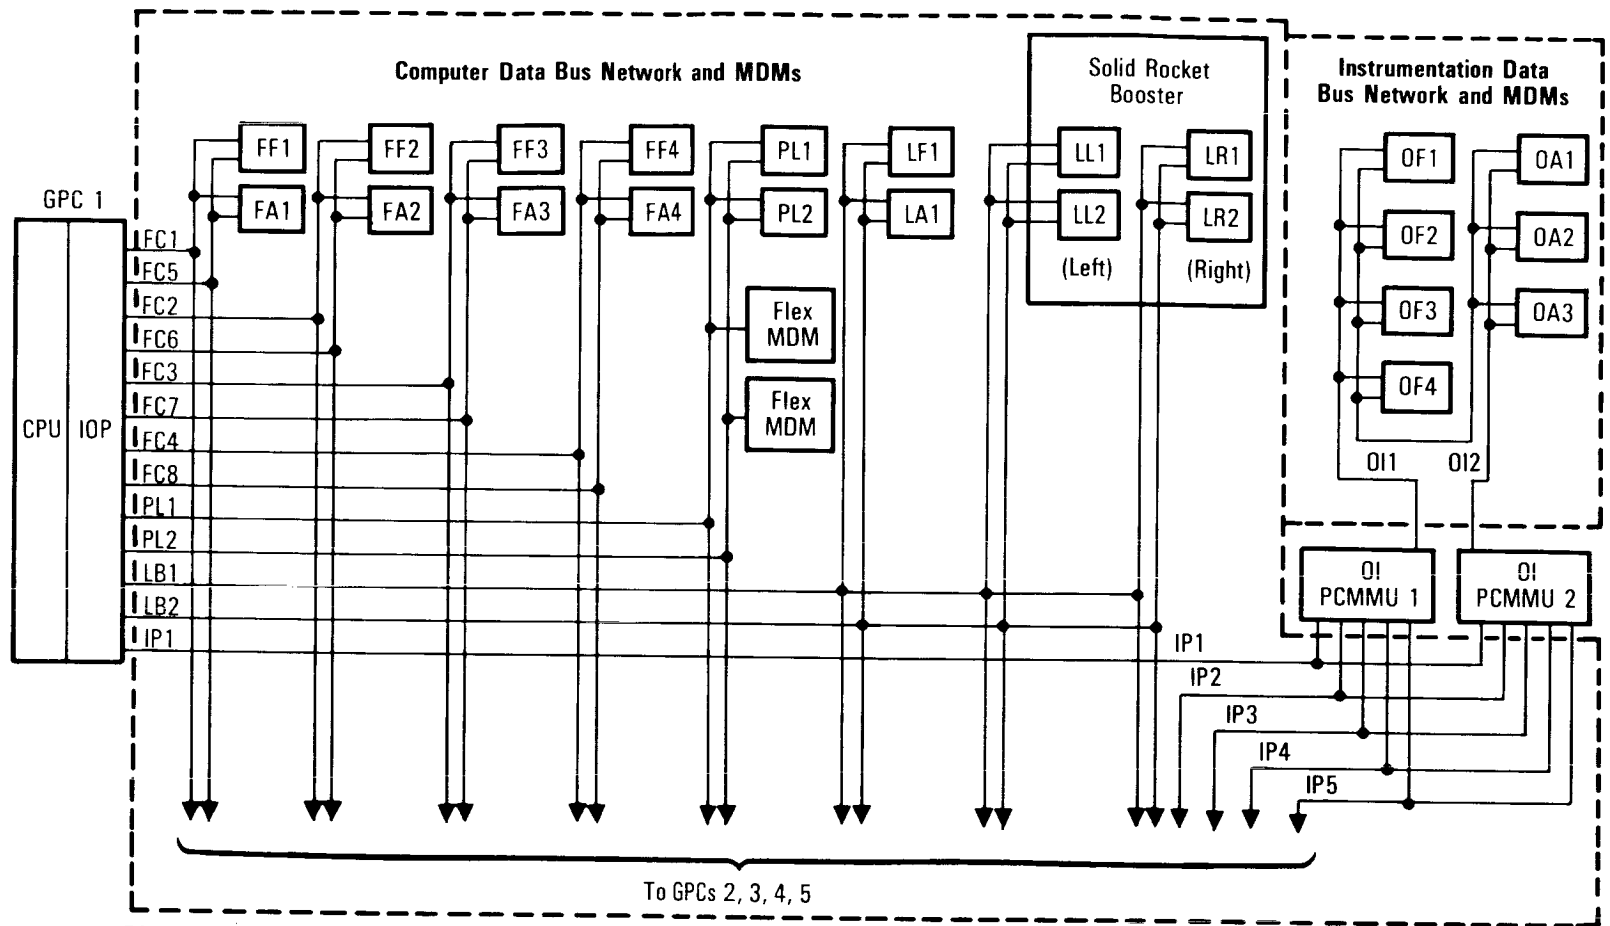 Computer Data Bus Network and MDMs
Solid Rocket
Booster
Instrumentation Data
Bus Network and MDMs
FF1
FF2
FF3
FF4
PL1
LF1
LL1
LR1
OF1
OA1
FA1
FA2
FA3
FA4
PL2
LA1
LL2
LR2
OF2
OA2
(Left)
(Right)
OF3
OA3
OF4
Flex
MDM
Flex
MDM
OI1
OI2
GPC 1
CPU
IOP
FC1
FC5
FC2
FC6
FC3
FC7
FC4
FC8
PL1
PL2
LB1
LB2
IP1
OI
PCMMU 1
OI
PCMMU 2
IP1
IP2
IP3
IP4
IP5
To GPCs 2, 3, 4, 5